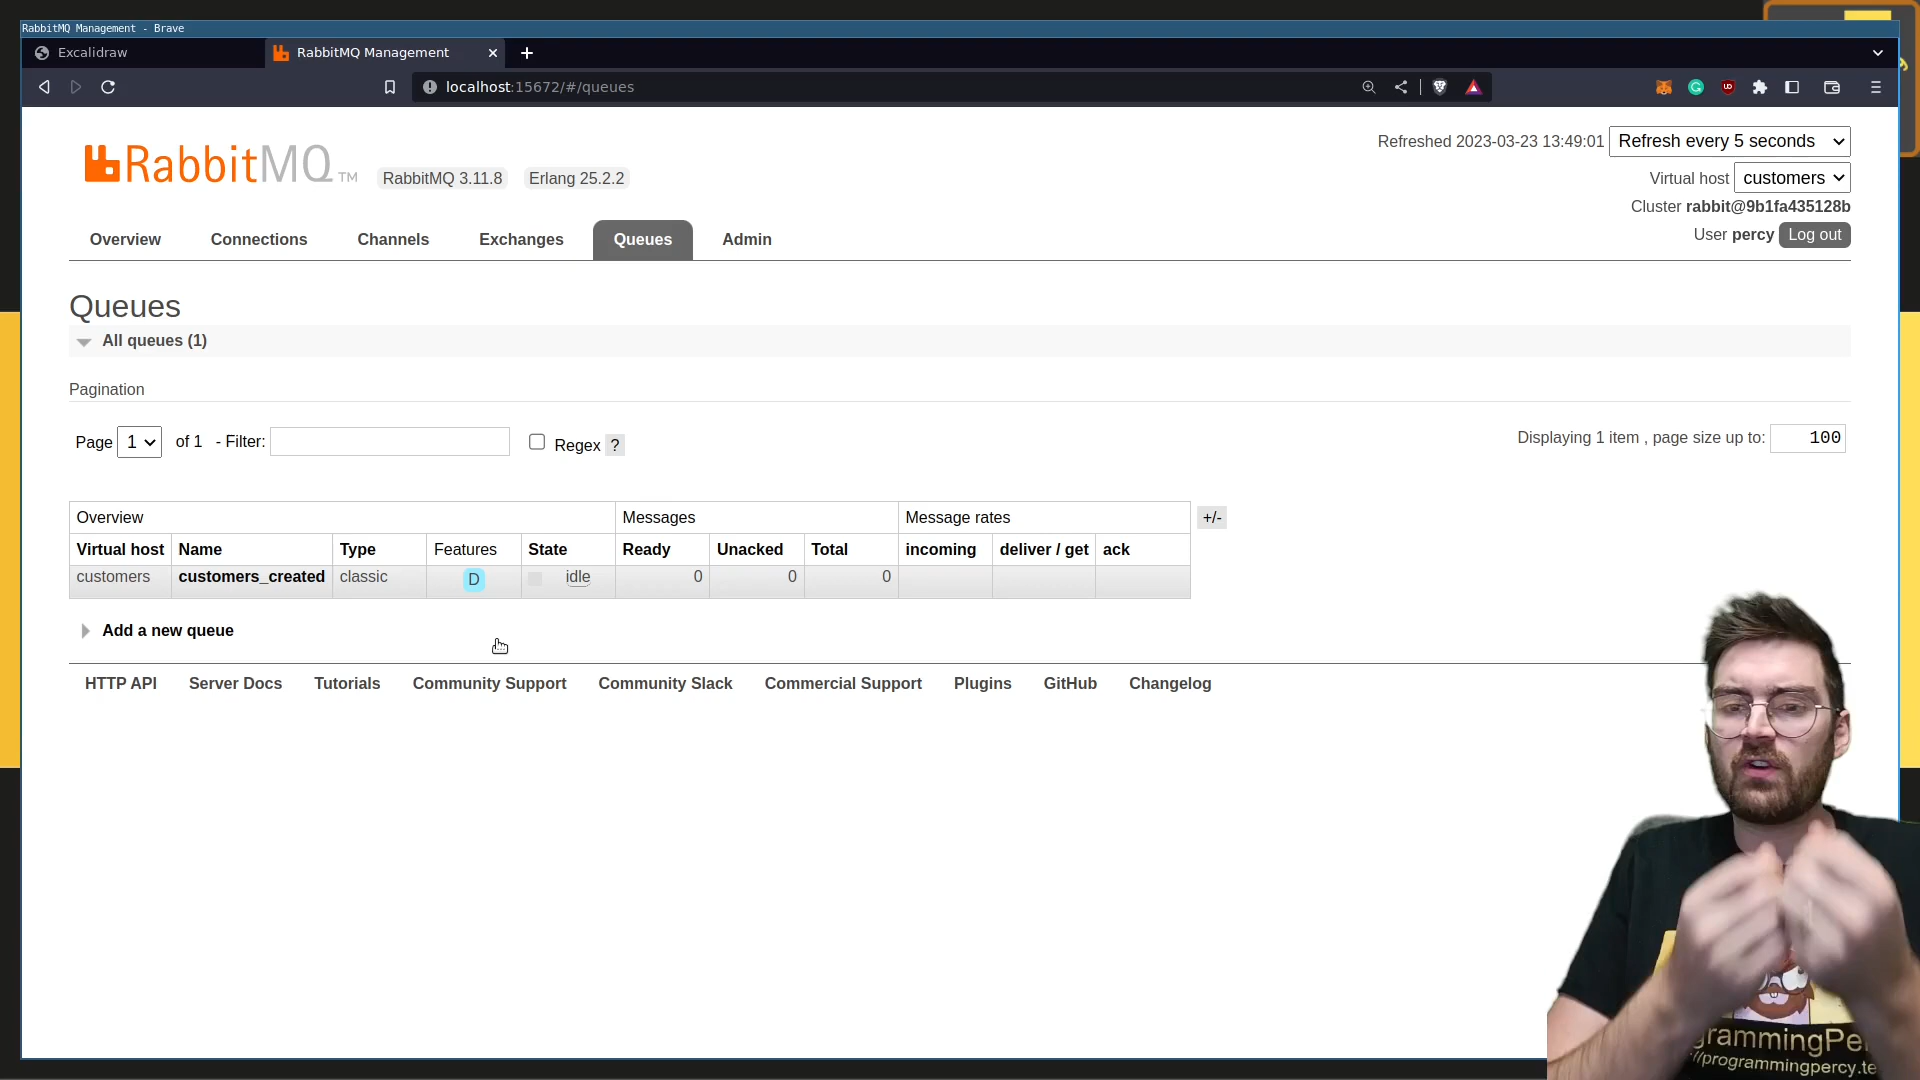 RabbitMQ Management - Brave
Excalidraw
RabbitMQ Management
localhost:15672/#/queues
RabbitMQ TM
RabbitMQ 3.11.8
Erlang 25.2.2
Refreshed 2023-03-23 13:49:01
Refresh every 5 seconds
Virtual host
customers
Cluster rabbit@9b1fa435128b
User percy
Log out
Overview
Connections
Channels
Exchanges
Queues
Admin
Queues
All queues (1)
Pagination
Page 1 of 1 - Filter:
Regex ?
Displaying 1 item , page size up to: 100
Overview
Messages
Message rates
+/-
Virtual host
Name
Type
Features
State
Ready
Unacked
Total
incoming
deliver / get
ack
customers
customers_created
classic
D
idle
0
0
0
Add a new queue
HTTP API
Server Docs
Tutorials
Community Support
Community Slack
Commercial Support
Plugins
GitHub
Changelog
grammingPe
//programmingpercy.te